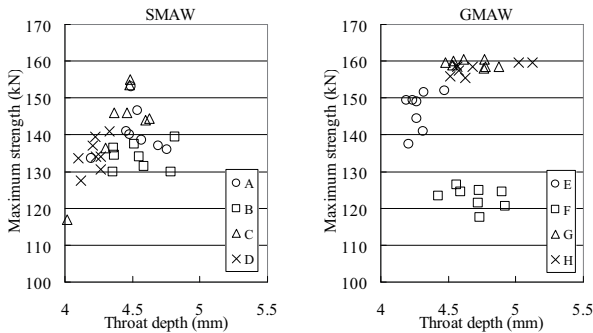 SMAW
Maximum strength (kN)
170
160
150
140
130
120
110
100
4
4.5
5
5.5
Throat depth (mm)
A
B
C
D
GMAW
Maximum strength (kN)
170
160
150
140
130
120
110
100
4
4.5
5
5.5
Throat depth (mm)
E
F
G
H